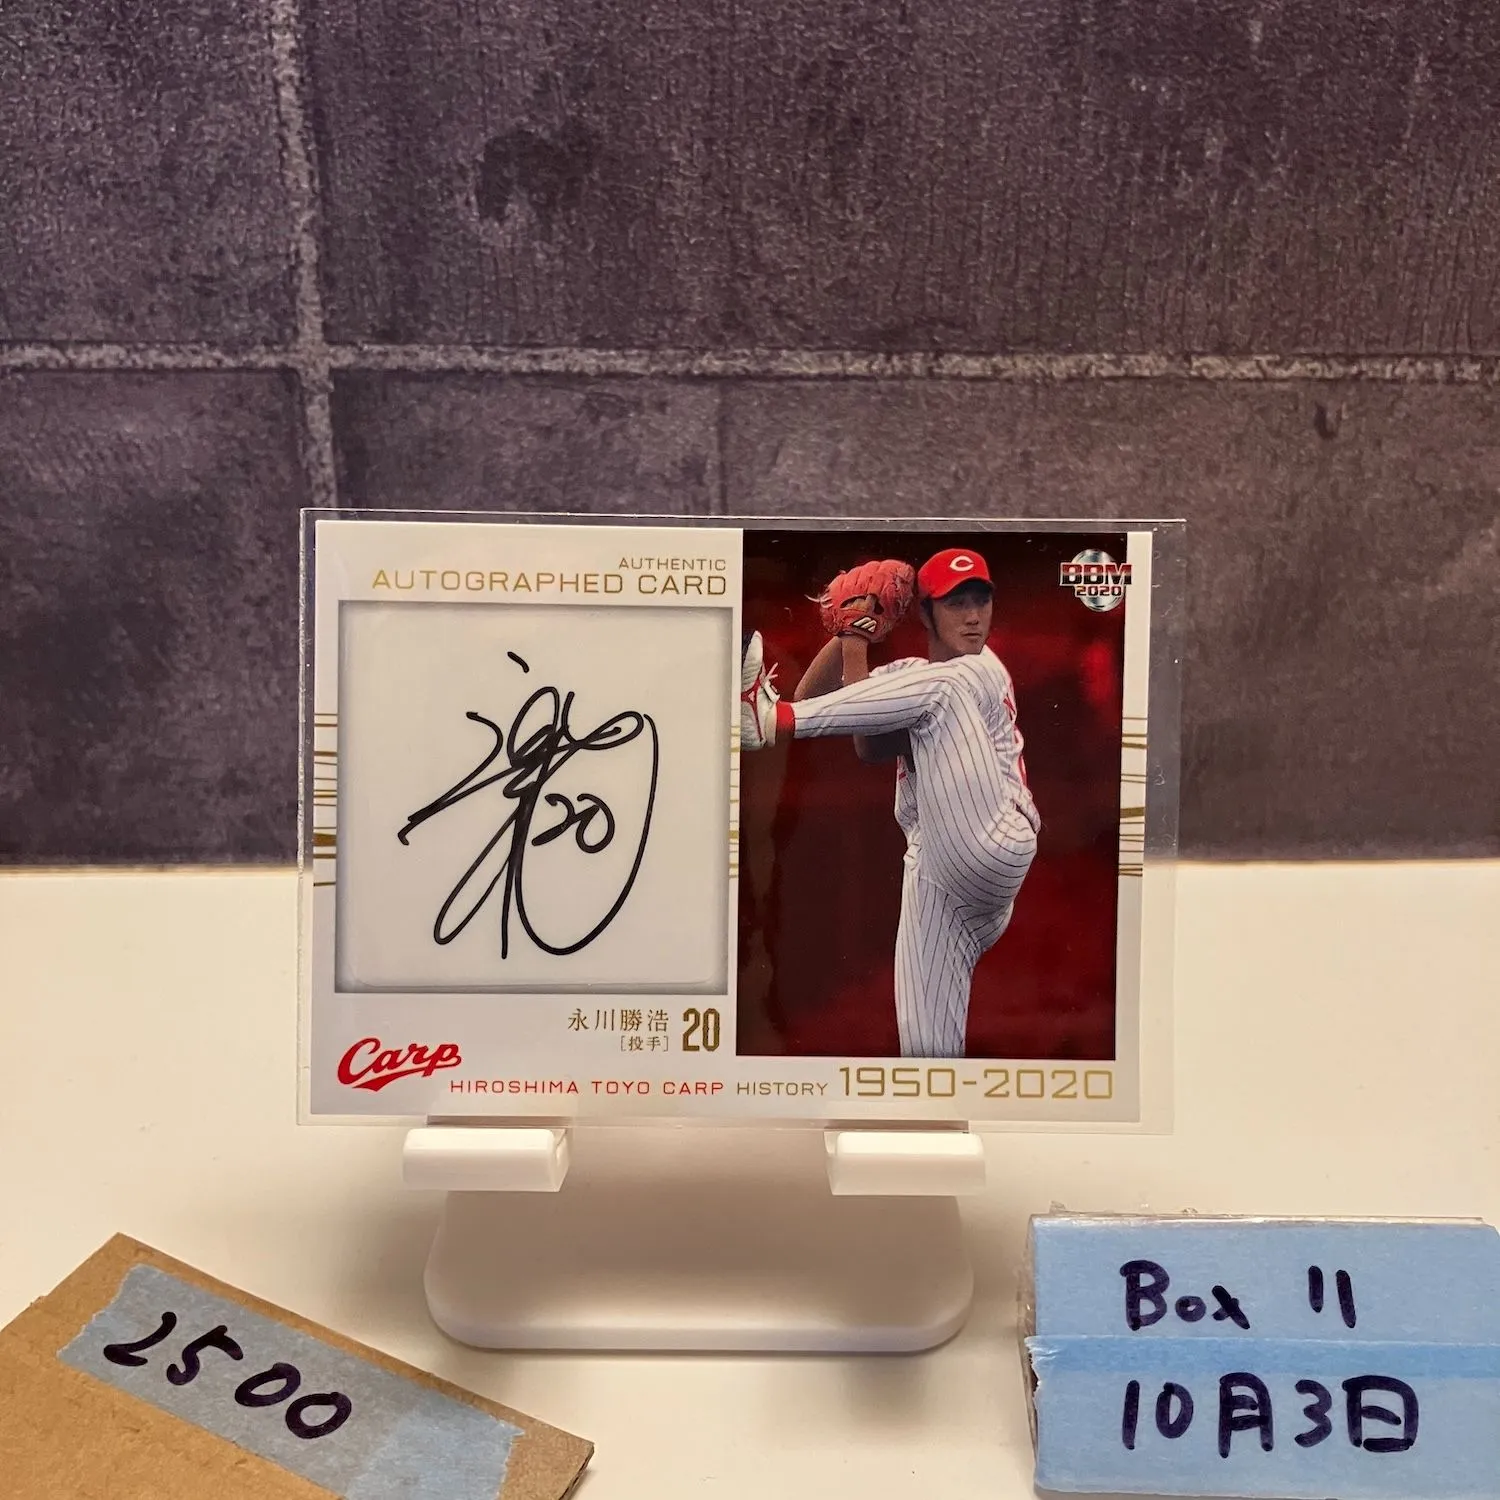 AUTHENTIC
AUTOGRAPHED CARD
BBM
2020
20
永川勝浩 20
[投手]
Carp
HIROSHIMA TOYO CARP HISTORY 1950-2020
2500
Box 11
10月3日